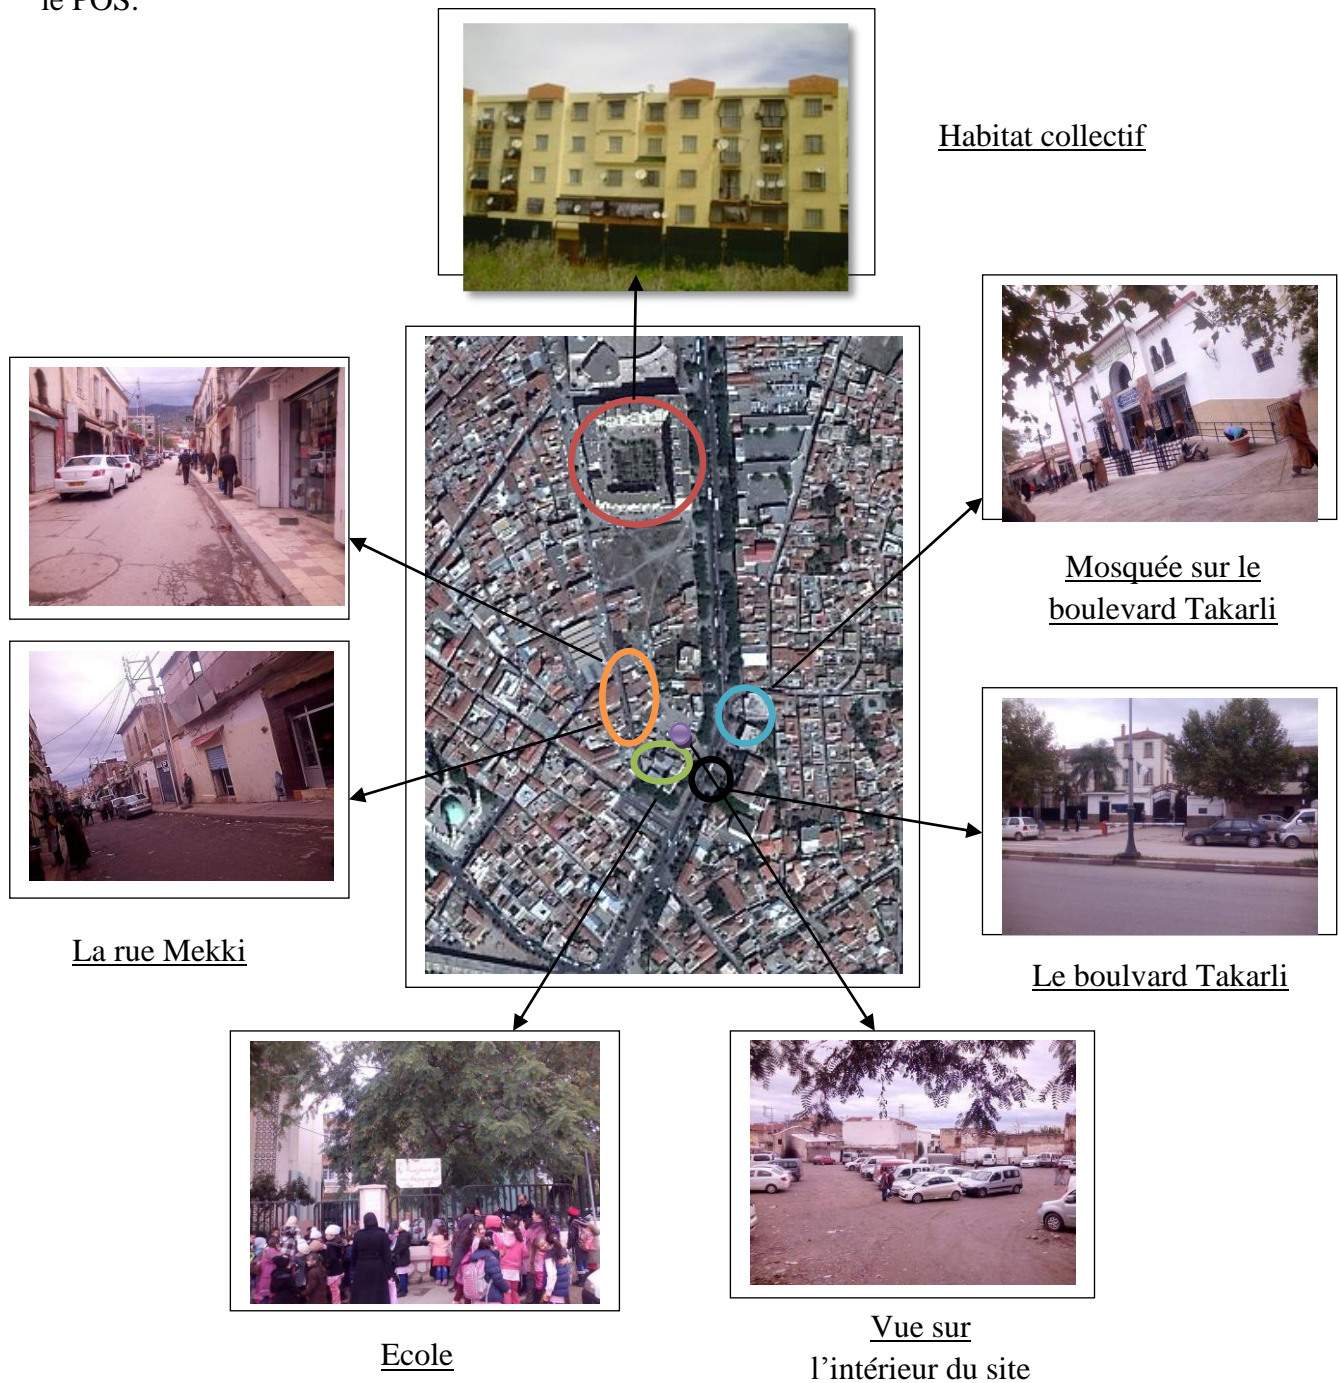 le POS.
Habitat collectif
Mosquée sur le
boulevard Takarli
La rue Mekki
Le boulvard Takarli
Ecole
Vue sur
l’intérieur du site